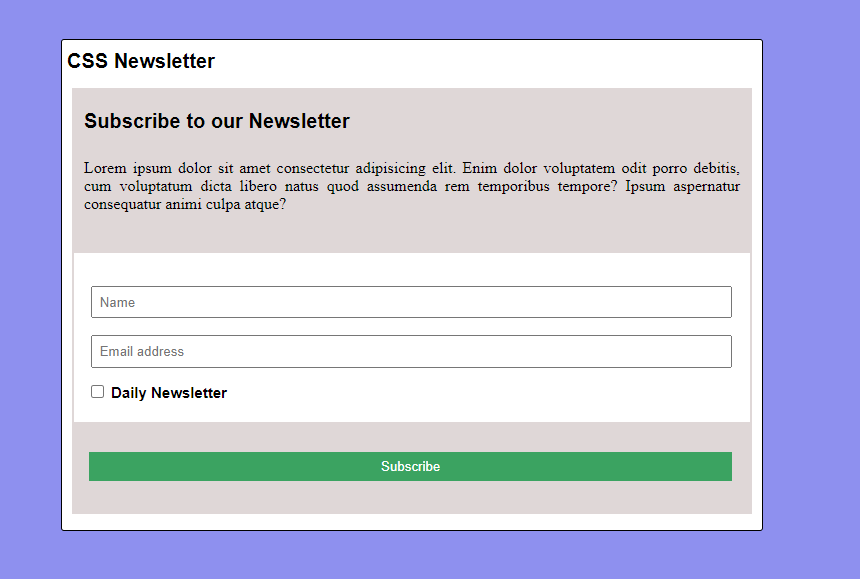 CSS Newsletter
Subscribe to our Newsletter
Lorem ipsum dolor sit amet consectetur adipisicing elit. Enim dolor voluptatem odit porro debitis,
cum voluptatum dicta libero natus quod assumenda rem temporibus tempore? Ipsum aspernatur
consequatur animi culpa atque?
Name
Email address
Daily Newsletter
Subscribe